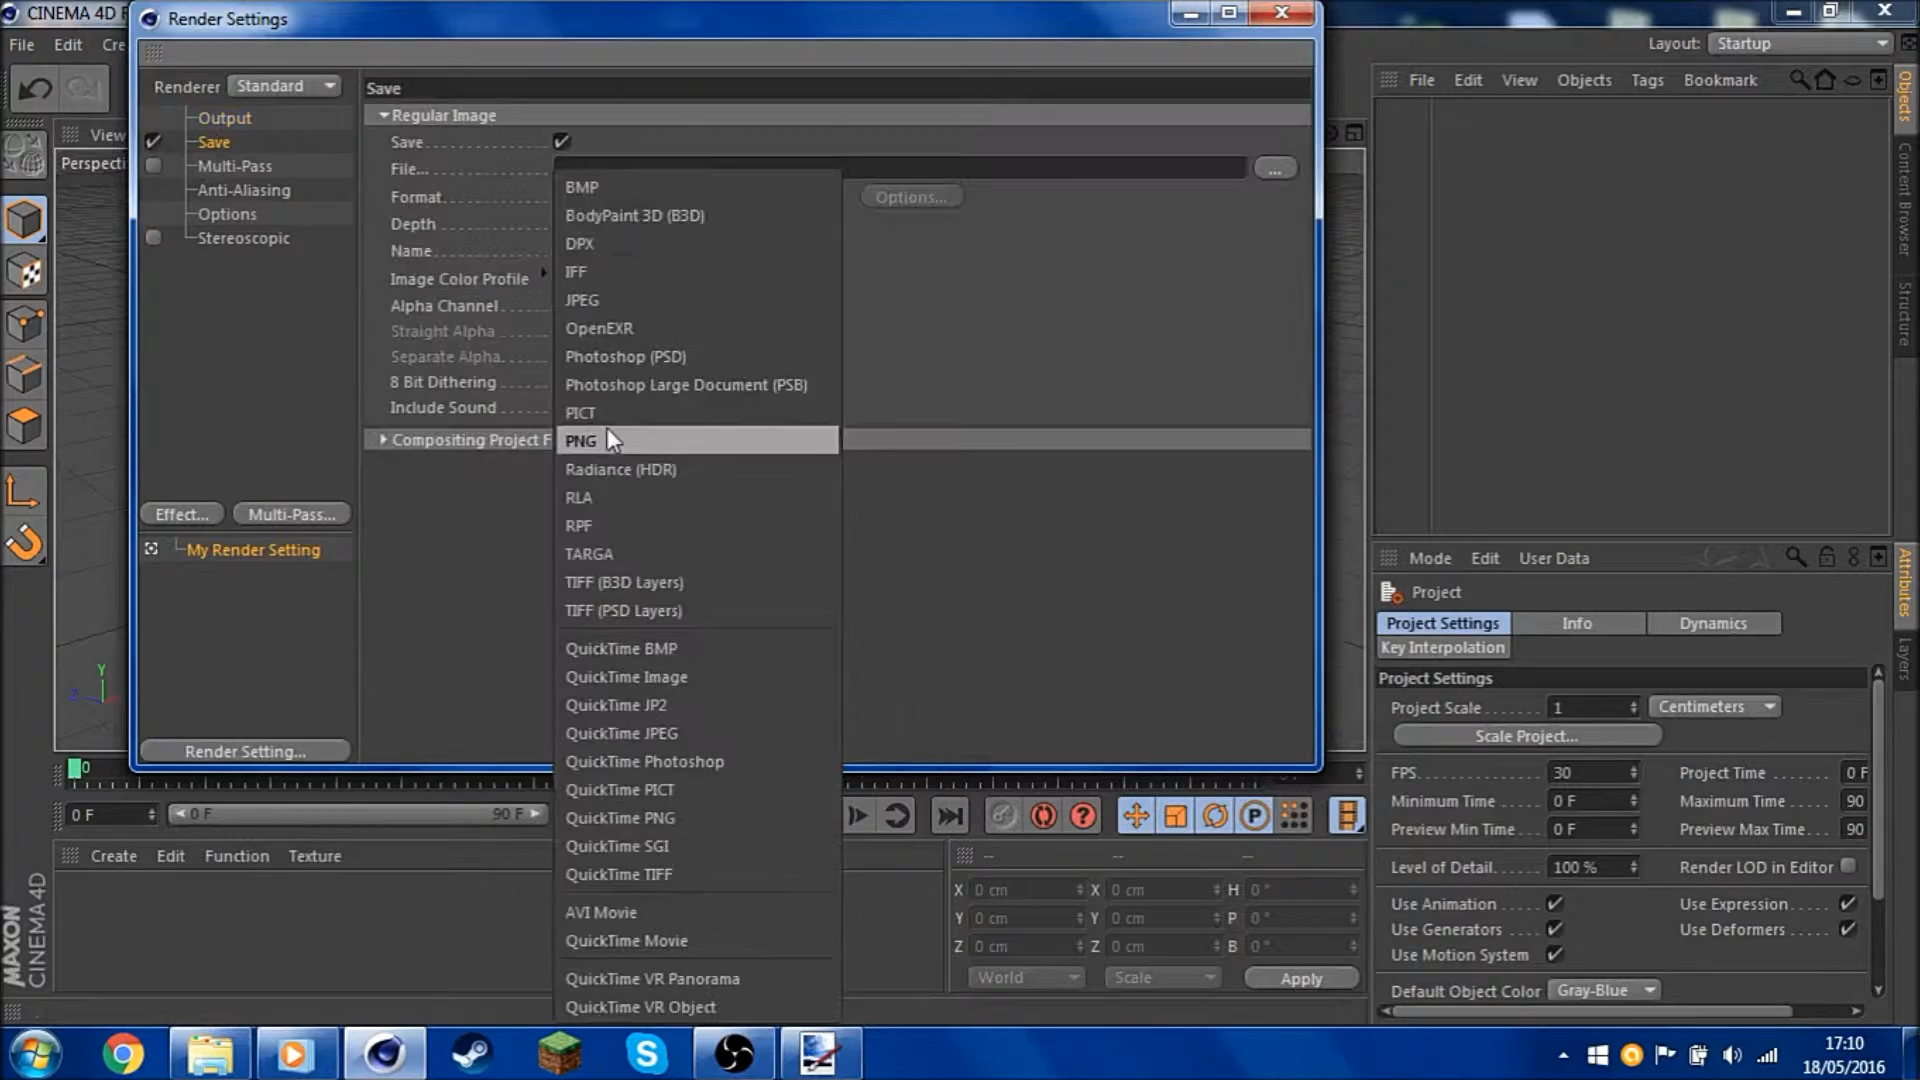 CINEMA 4D
Render Settings
File Edit Cre
Layout: Startup
Renderer Standard
Save
File Edit View Objects Tags Bookmark
Output
Regular Image
Save
Save
Multi-Pass
File...
...
Anti-Aliasing
Format
Options...
Options
Depth
Stereoscopic
Name
Image Color Profile
Alpha Channel
Straight Alpha
Separate Alpha
8 Bit Dithering
Include Sound
Compositing Project F
View
Perspecti
BMP
BodyPaint 3D (B3D)
DPX
IFF
JPEG
OpenEXR
Photoshop (PSD)
Photoshop Large Document (PSB)
PICT
PNG
Radiance (HDR)
RLA
RPF
TARGA
TIFF (B3D Layers)
TIFF (PSD Layers)
QuickTime BMP
QuickTime Image
QuickTime JP2
QuickTime JPEG
QuickTime Photoshop
QuickTime PICT
QuickTime PNG
QuickTime SGI
QuickTime TIFF
AVI Movie
QuickTime Movie
QuickTime VR Panorama
QuickTime VR Object
Effect... Multi-Pass...
My Render Setting
Render Setting...
Objects
Content Browser
Structure
Mode Edit User Data
Project
Project Settings Info Dynamics
Key Interpolation
Project Settings
Project Scale 1 Centimeters
Scale Project...
FPS 30 Project Time 0 F
Minimum Time 0 F Maximum Time 90
Preview Min Time 0 F Preview Max Time 90
Level of Detail 100 % Render LOD in Editor
Use Animation Use Expression
Use Generators Use Deformers
Use Motion System
Default Object Color Gray-Blue
Attributes
Layers
Y
Z
0
0 F 0 F 90 F
P
Create Edit Function Texture
-- -- --
X 0 cm X 0 cm H 0 °
Y 0 cm Y 0 cm P 0 °
Z 0 cm Z 0 cm B 0 °
World Scale Apply
MAXON
CINEMA 4D
17:10
18/05/2016